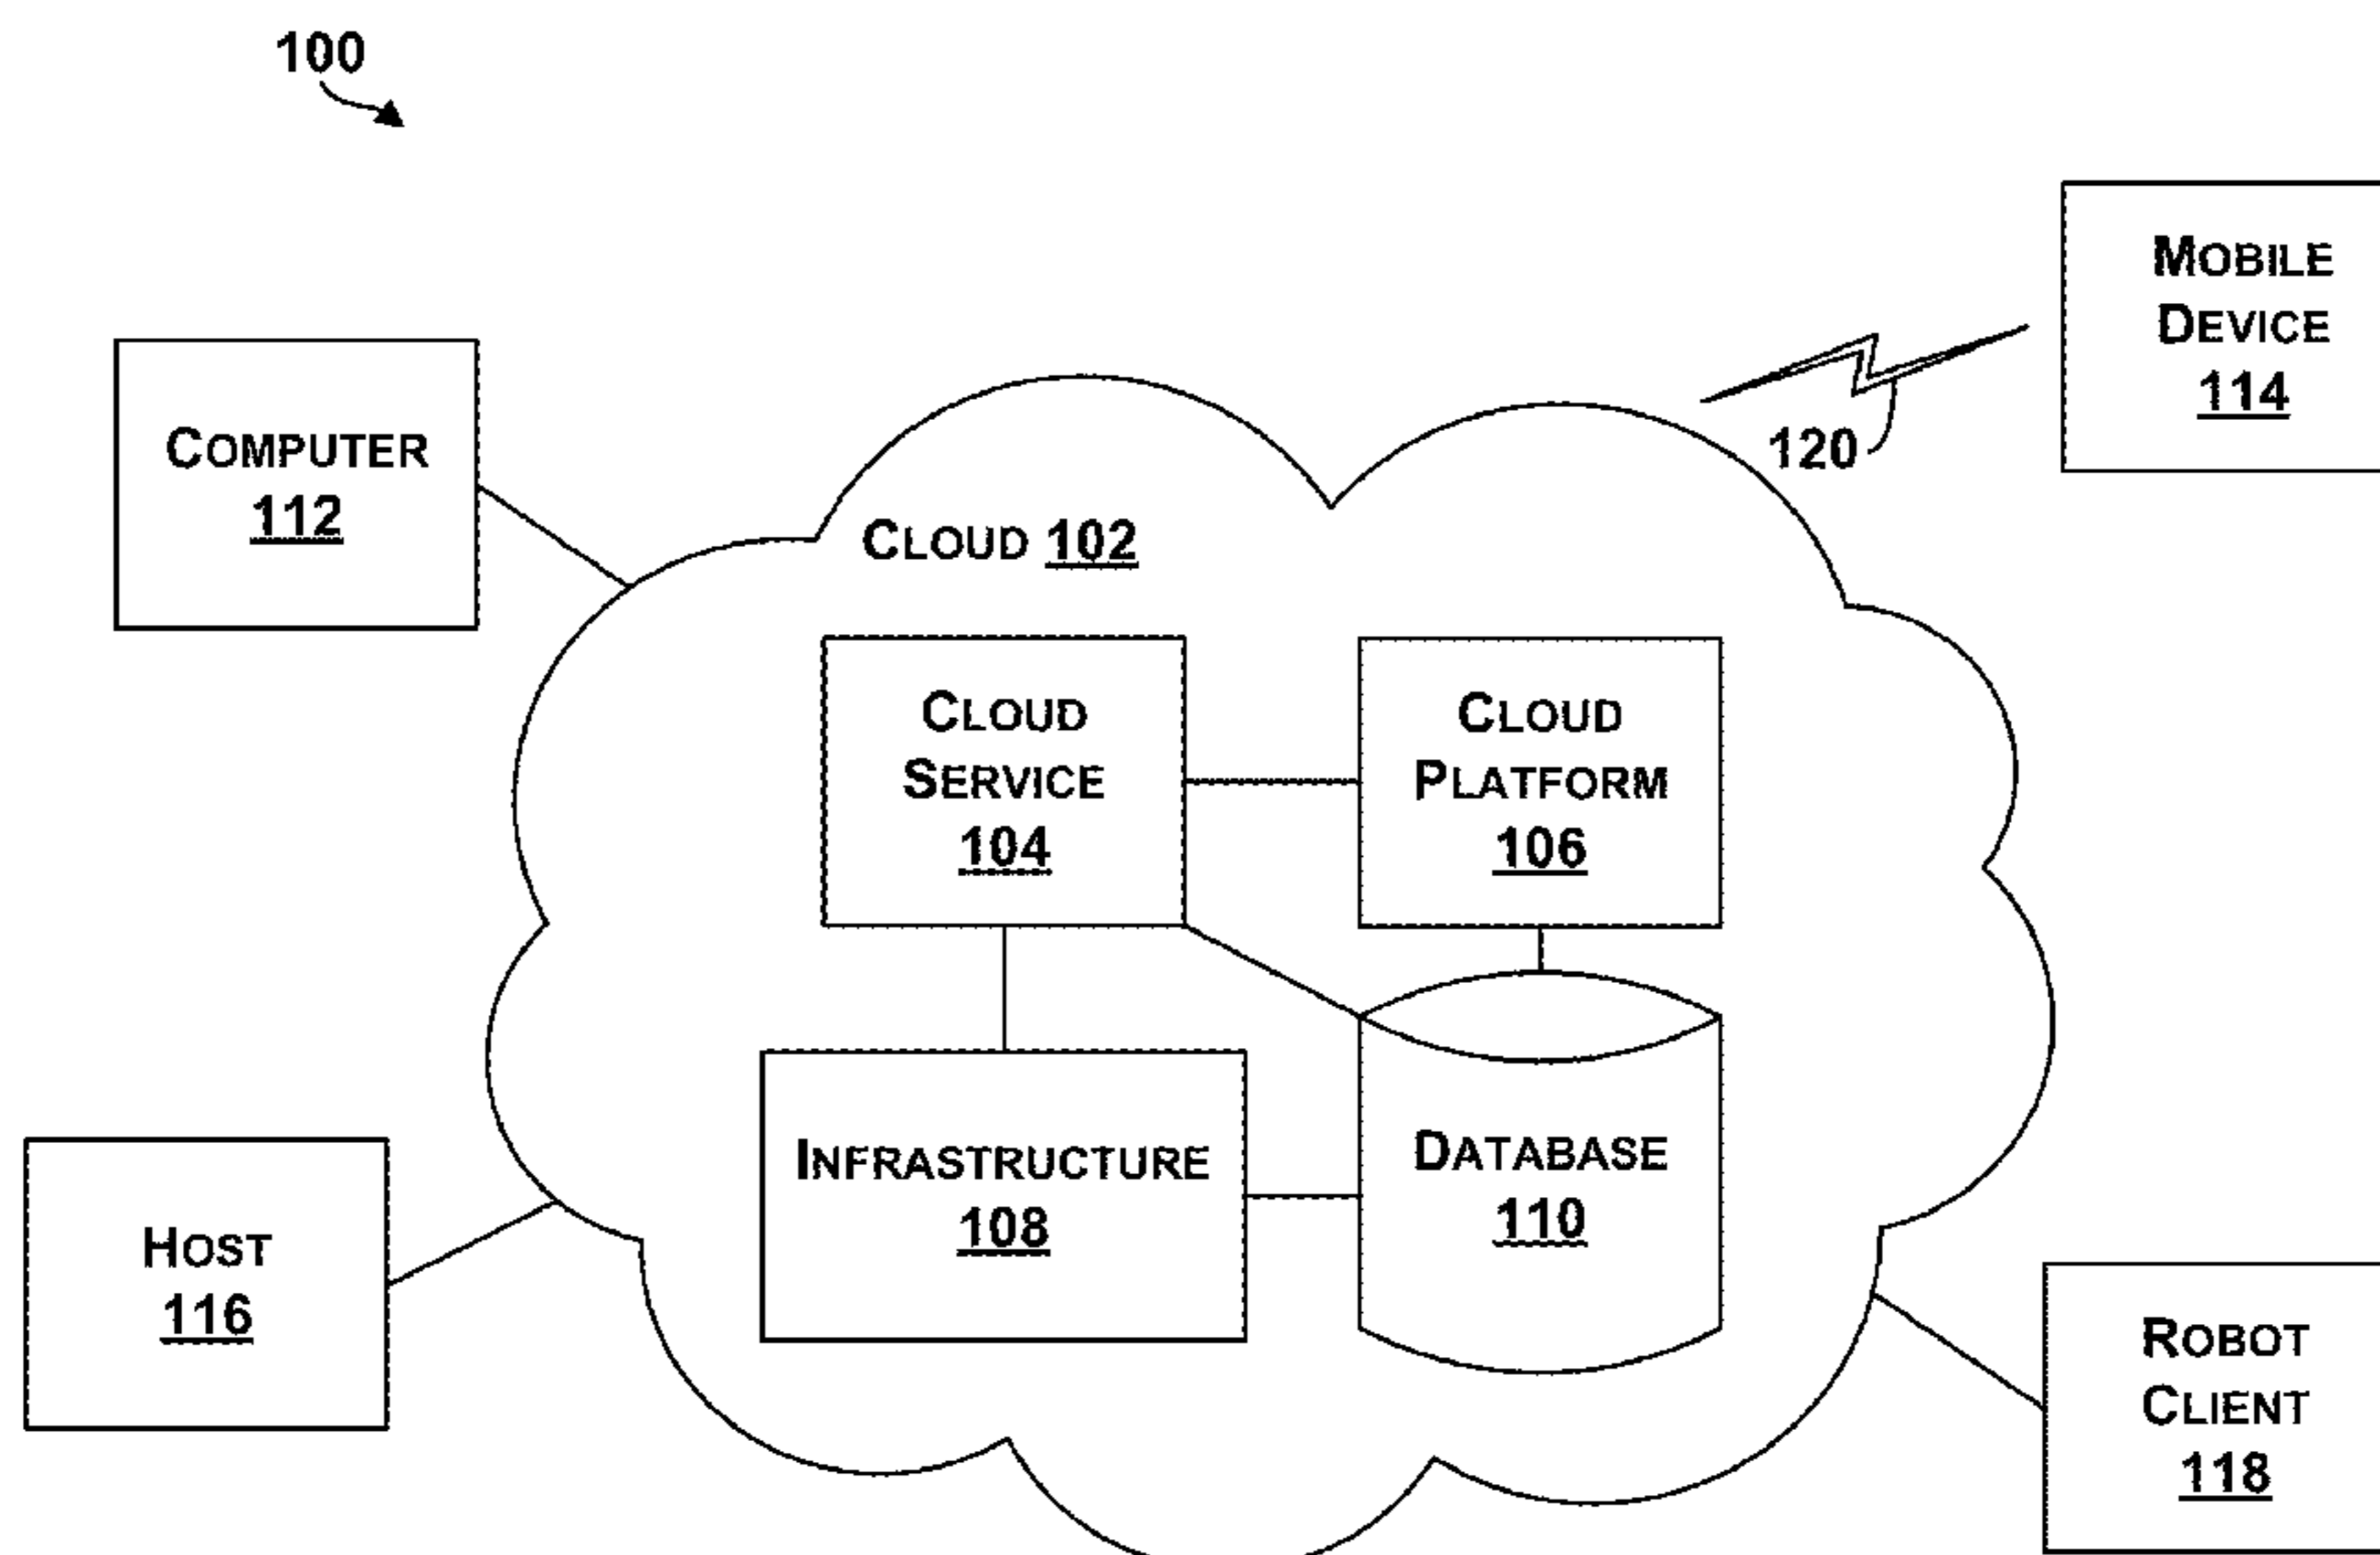 100
MOBILE
DEVICE
114
120
COMPUTER
112
CLOUD 102
CLOUD
SERVICE
104
CLOUD
PLATFORM
106
INFRASTRUCTURE
108
DATABASE
110
HOST
116
ROBOT
CLIENT
118